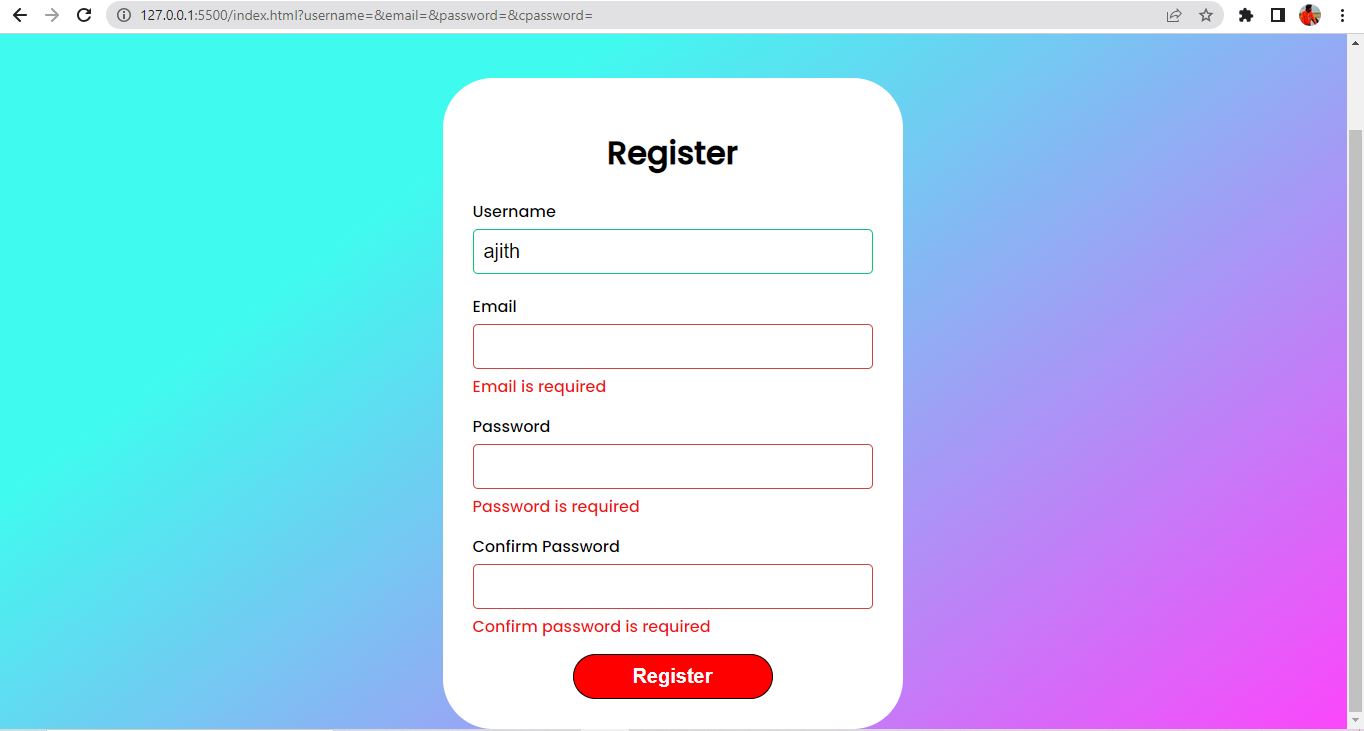 127.0.0.1:5500/index.html?username=&email=&password=&cpassword=
Register
Username
ajith
Email
Email is required
Password
Password is required
Confirm Password
Confirm password is required
Register